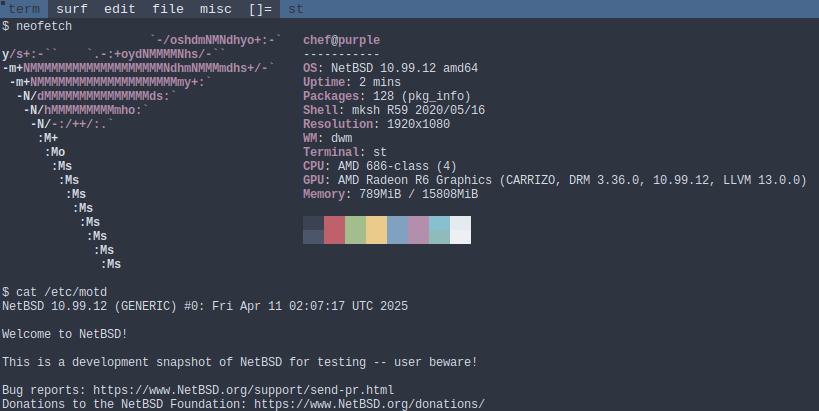 term surf edit file misc []= st
$ neofetch
`-/oshdmNMNdhyo+:-` chef@purple
y/s+:-`` `.-:+oydNMMMMNhs/-`` -----------
-m+NMMMMMMMMMMMMMMMMMMMNdhmNMMMmdhs+/-` OS: NetBSD 10.99.12 amd64
-m+NMMMMMMMMMMMMMMMMMMMMmy+:` Uptime: 2 mins
-N/dMMMMMMMMMMMMMMMds:` Packages: 128 (pkg_info)
-N/hMMMMMMMMMmho:` Shell: mksh R59 2020/05/16
-N/-:/++/:.` Resolution: 1920x1080
:M+ WM: dwm
:Mo Terminal: st
:Ms CPU: AMD 686-class (4)
:Ms GPU: AMD Radeon R6 Graphics (CARRIZO, DRM 3.36.0, 10.99.12, LLVM 13.0.0)
:Ms Memory: 789MiB / 15808MiB
:Ms
:Ms
:Ms
:Ms
:Ms
$ cat /etc/motd
NetBSD 10.99.12 (GENERIC) #0: Fri Apr 11 02:07:17 UTC 2025
Welcome to NetBSD!
This is a development snapshot of NetBSD for testing -- user beware!
Bug reports: https://www.NetBSD.org/support/send-pr.html
Donations to the NetBSD Foundation: https://www.NetBSD.org/donations/